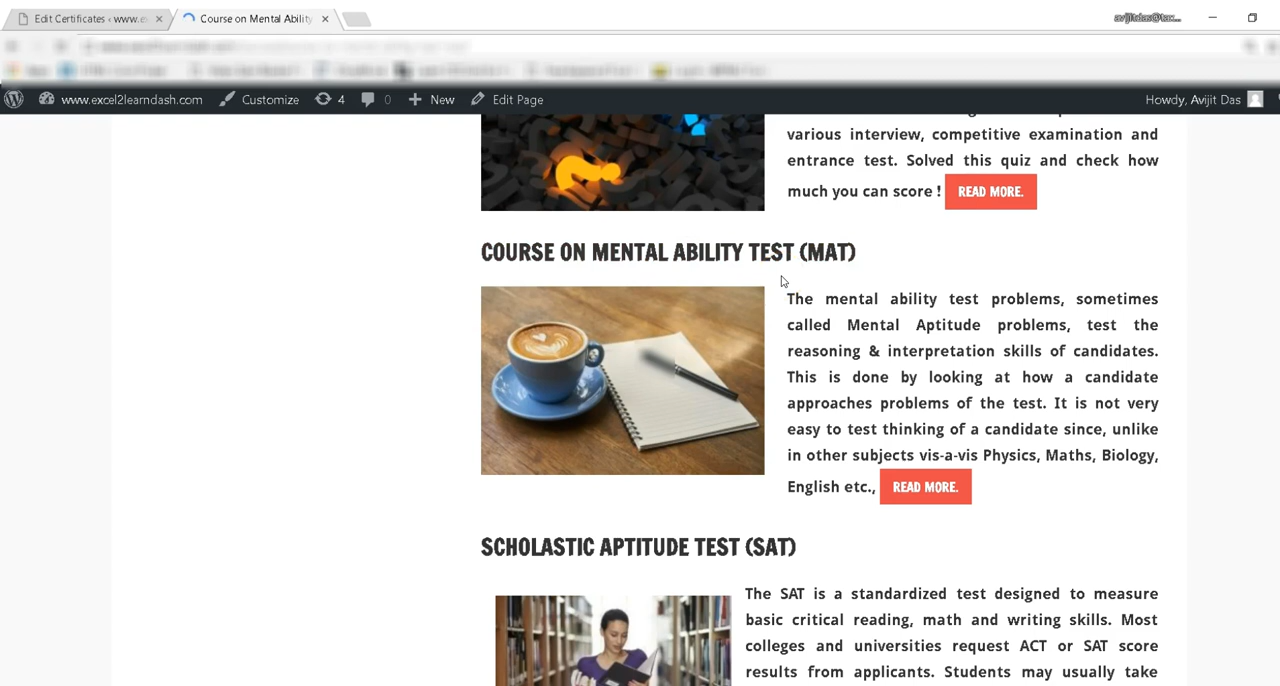 Edit Certificates ‹ www.e
Course on Mental Ability
www.excel2learndash.com Customize 4 0 New Edit Page Howdy, Avijit Das
various interview, competitive examination and
entrance test. Solved this quiz and check how
much you can score ! READ MORE.
COURSE ON MENTAL ABILITY TEST (MAT)
The mental ability test problems, sometimes
called Mental Aptitude problems, test the
reasoning & interpretation skills of candidates.
This is done by looking at how a candidate
approaches problems of the test. It is not very
easy to test thinking of a candidate since, unlike
in other subjects vis-a-vis Physics, Maths, Biology,
English etc., READ MORE.
SCHOLASTIC APTITUDE TEST (SAT)
The SAT is a standardized test designed to measure
basic critical reading, math and writing skills. Most
colleges and universities request ACT or SAT score
results from applicants. Students may usually take